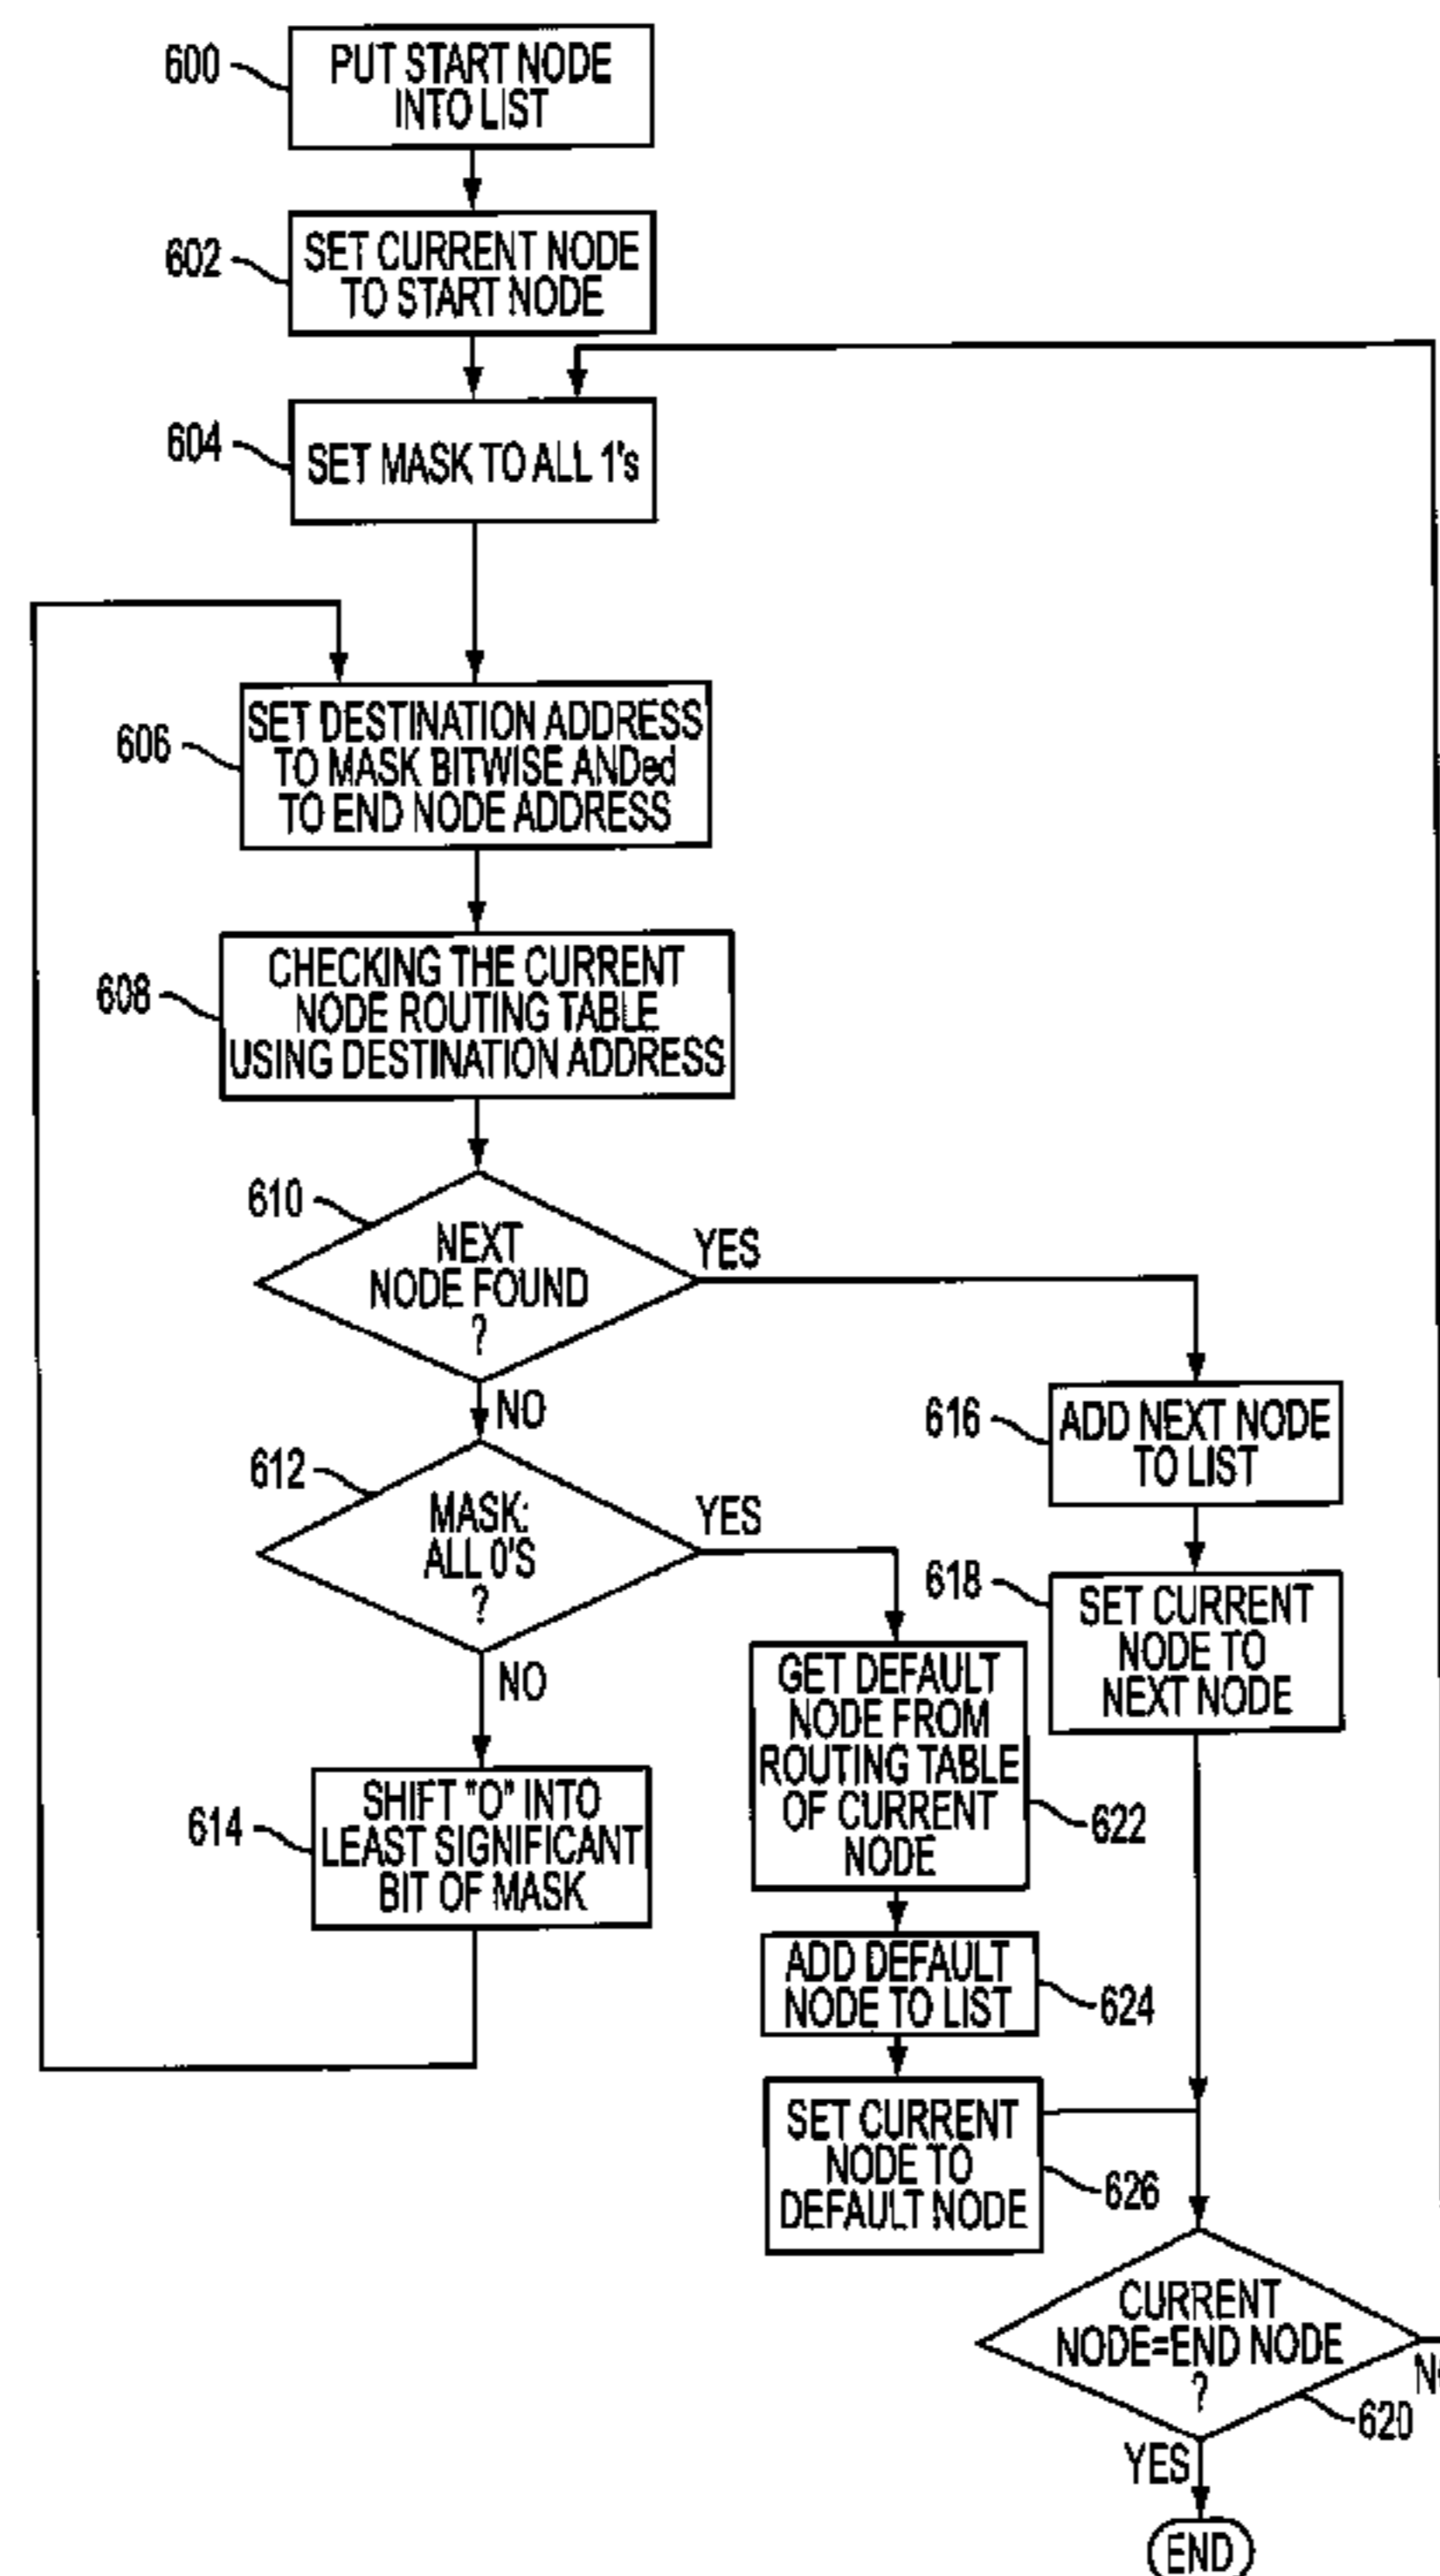 600
PUT START NODE
INTO LIST
602
SET CURRENT NODE
TO START NODE
604
SET MASK TO ALL 1's
606
SET DESTINATION ADDRESS
TO MASK BITWISE ANDed
TO END NODE ADDRESS
608
CHECKING THE CURRENT
NODE ROUTING TABLE
USING DESTINATION ADDRESS
610
NEXT
NODE FOUND
?
YES
NO
612
MASK:
ALL 0'S
?
YES
NO
614
SHIFT "0" INTO
LEAST SIGNIFICANT
BIT OF MASK
616
ADD NEXT NODE
TO LIST
618
SET CURRENT
NODE TO
NEXT NODE
GET DEFAULT
NODE FROM
ROUTING TABLE
OF CURRENT
NODE
622
ADD DEFAULT
NODE TO LIST
624
SET CURRENT
NODE TO
DEFAULT NODE
626
CURRENT
NODE=END NODE
?
620
YES
END